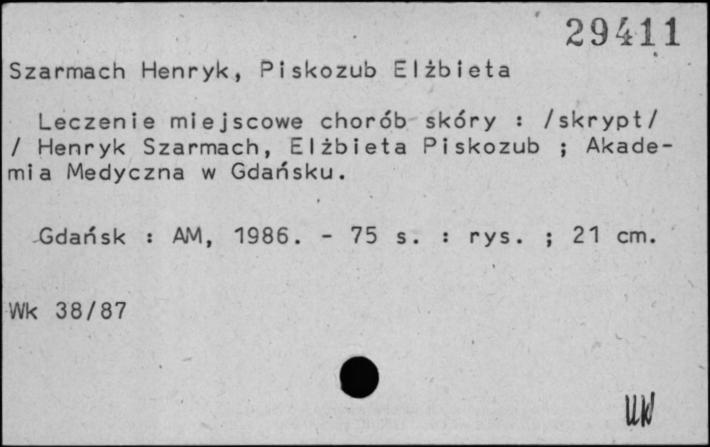 29411
Szarmach Henryk, Piskozub Elżbieta
Leczenie miejscowe chorób skóry : /skrypt/
/ Henryk Szarmach, Elżbieta Piskozub ; Akade-
mia Medyczna w Gdańsku.
Gdańsk : AM, 1986. - 75 s. : rys. ; 21 cm.
Wk 38/87